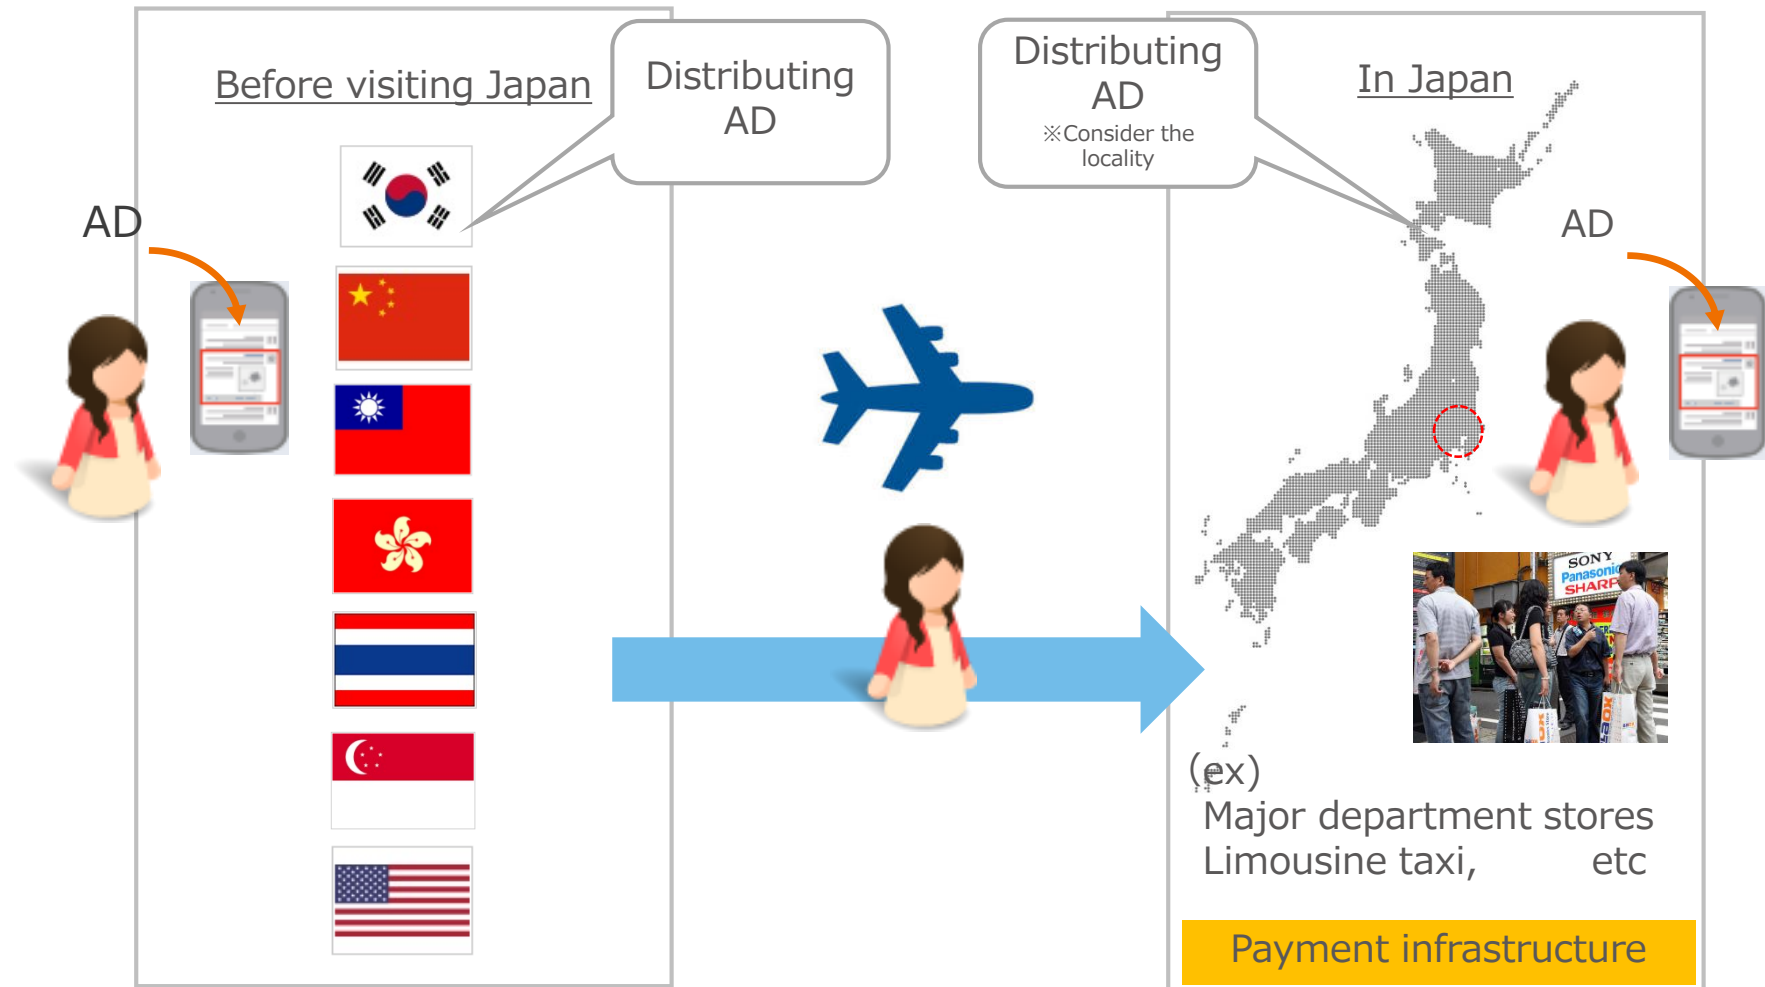 Before visiting Japan
Distributing
AD
AD
Distributing
AD
※Consider the
locality
In Japan
AD
SONY
Panasonic
SHARP
(ex)
Major department stores
Limousine taxi, etc
Payment infrastructure